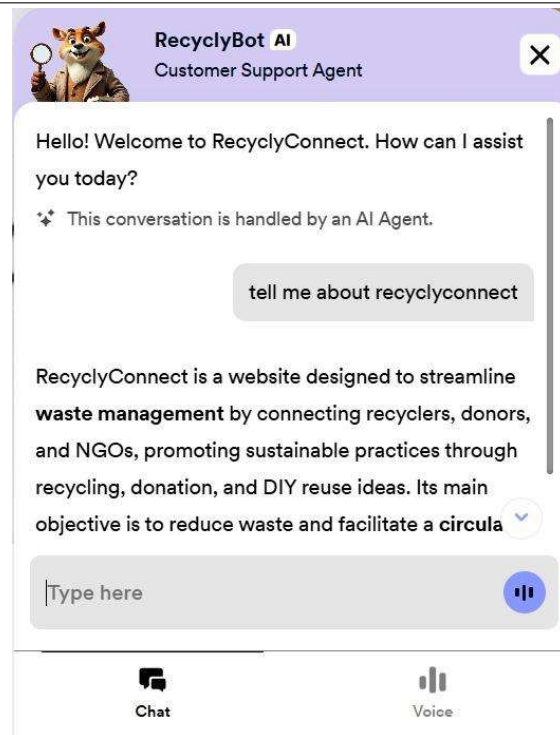 RecyclyBot AI
Customer Support Agent
Hello! Welcome to RecyclyConnect. How can I assist
you today?
This conversation is handled by an AI Agent.
tell me about recyclyconnect
RecyclyConnect is a website designed to streamline
waste management by connecting recyclers, donors,
and NGOs, promoting sustainable practices through
recycling, donation, and DIY reuse ideas. Its main
objective is to reduce waste and facilitate a circula
Type here
Chat
Voice